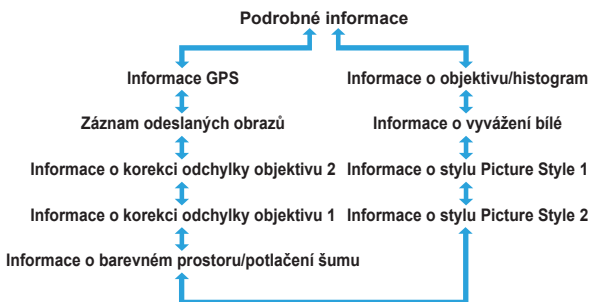 Podrobné informace
Informace GPS
Informace o objektivu/histogram
Záznam odeslaných obrazů
Informace o vyvážení bílé
Informace o korekci odchylky objektivu 2
Informace o stylu Picture Style 1
Informace o korekci odchylky objektivu 1
Informace o stylu Picture Style 2
Informace o barevném prostoru/potlačení šumu